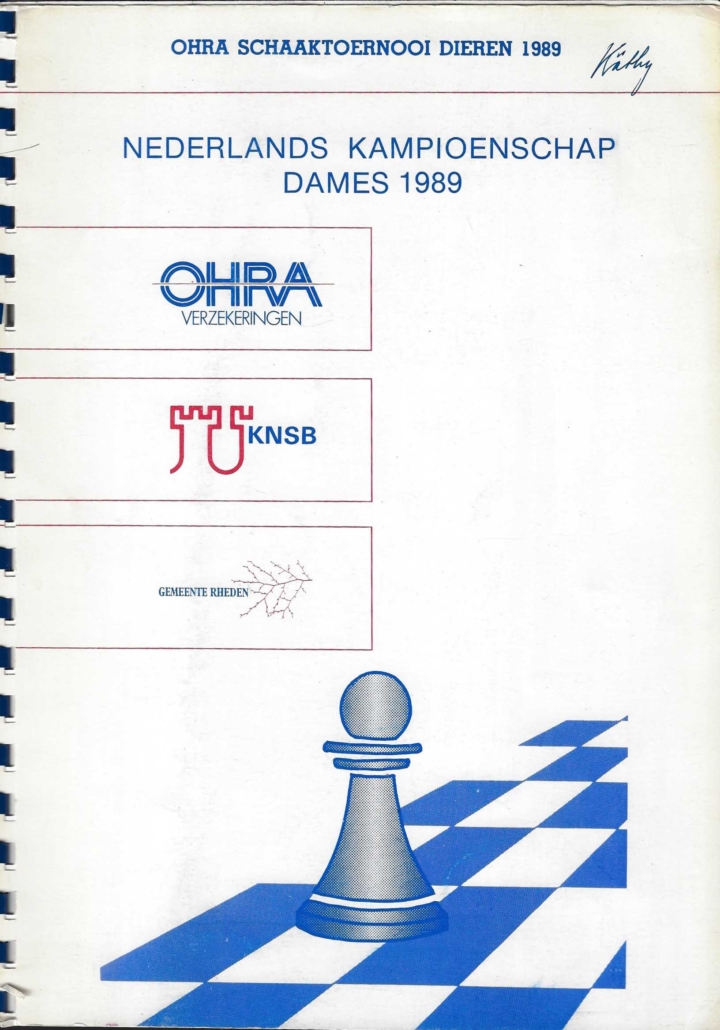 OHRA SCHAAKTOERNOOI DIEREN 1989
Käthy
NEDERLANDS KAMPIOENSCHAP
DAMES 1989
OHRA
VERZEKERINGEN
KNSB
GEMEENTE RHEDEN